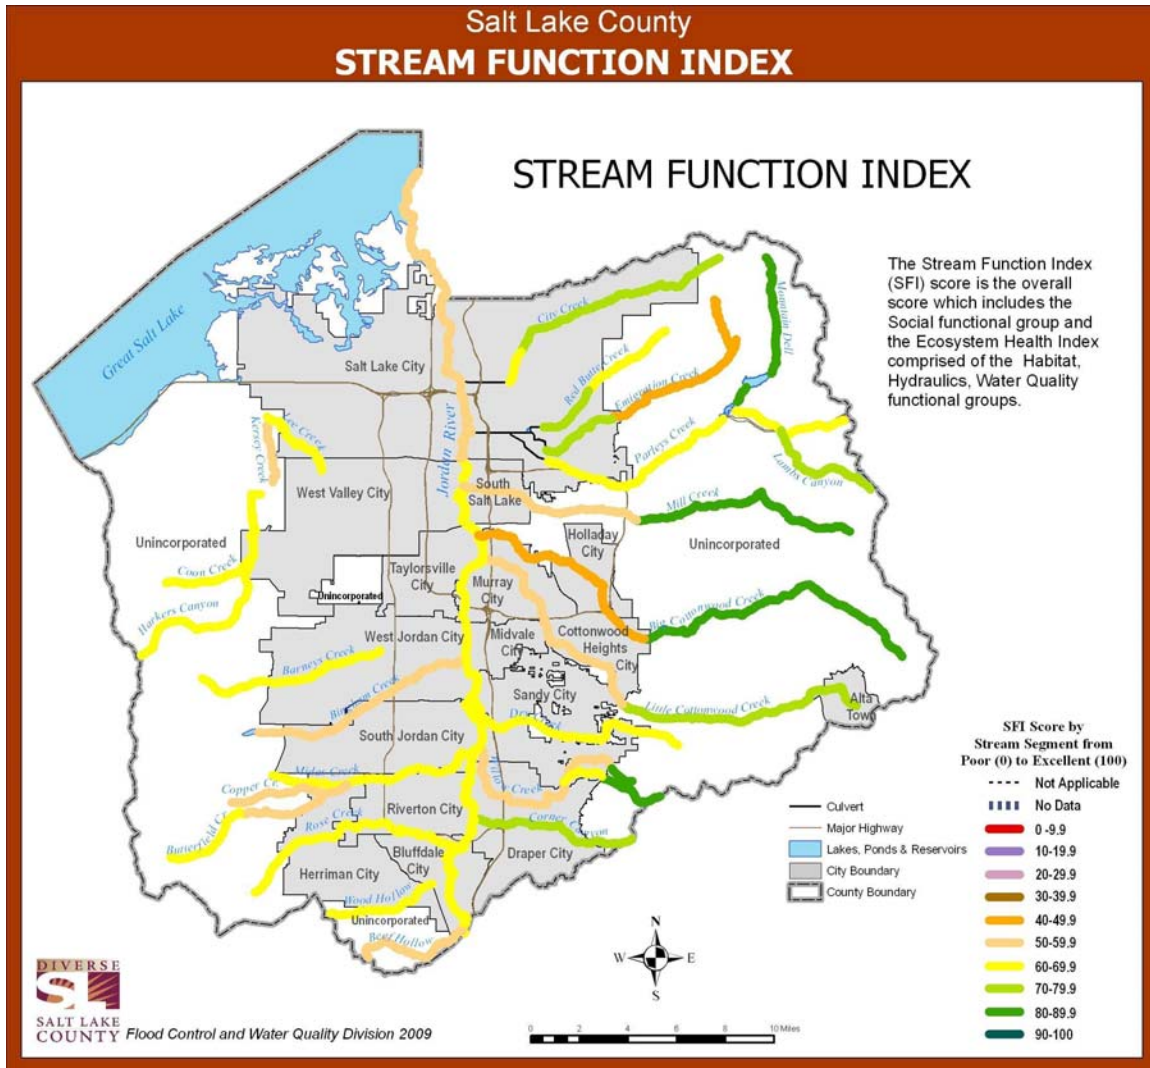 Salt Lake County
STREAM FUNCTION INDEX
STREAM FUNCTION INDEX
The Stream Function Index
(SFI) score is the overall
score which includes the
Social functional group and
the Ecosystem Health Index
comprised of the Habitat,
Hydraulics, Water Quality
functional groups.
Great Salt Lake
Salt Lake City
City Creek
Mountain Dell
Red Butte Creek
Emigration Creek
Parleys Creek
Lambs Canyon
Jordan River
Kersey Creek
Lee Creek
West Valley City
South
Salt Lake
Mill Creek
Unincorporated
Holladay
City
Unincorporated
Coon Creek
Taylorsville
City
Murray
City
Unincorporated
Harkers Canyon
Big Cottonwood Creek
West Jordan City
Midvale
City
Cottonwood
Heights
City
Barneys Creek
Bingham Creek
Sandy City
Little Cottonwood Creek
Alta
Town
Dry Creek
South Jordan City
Midas Creek
Willow Creek
Copper Cr.
Riverton City
Butterfield Cr.
Rose Creek
Corner Canyon
Bluffdale
City
Draper City
Herriman City
Wood Hollow
Unincorporated
Beef Hollow
Culvert
Major Highway
Lakes, Ponds & Reservoirs
City Boundary
County Boundary
SFI Score by
Stream Segment from
Poor (0) to Excellent (100)
Not Applicable
No Data
0 -9.9
10-19.9
20-29.9
30-39.9
40-49.9
50-59.9
60-69.9
70-79.9
80-89.9
90-100
N
W
E
S
0 2 4 6 8 10 Miles
DIVERSE
SL
SALT LAKE
COUNTY
Flood Control and Water Quality Division 2009